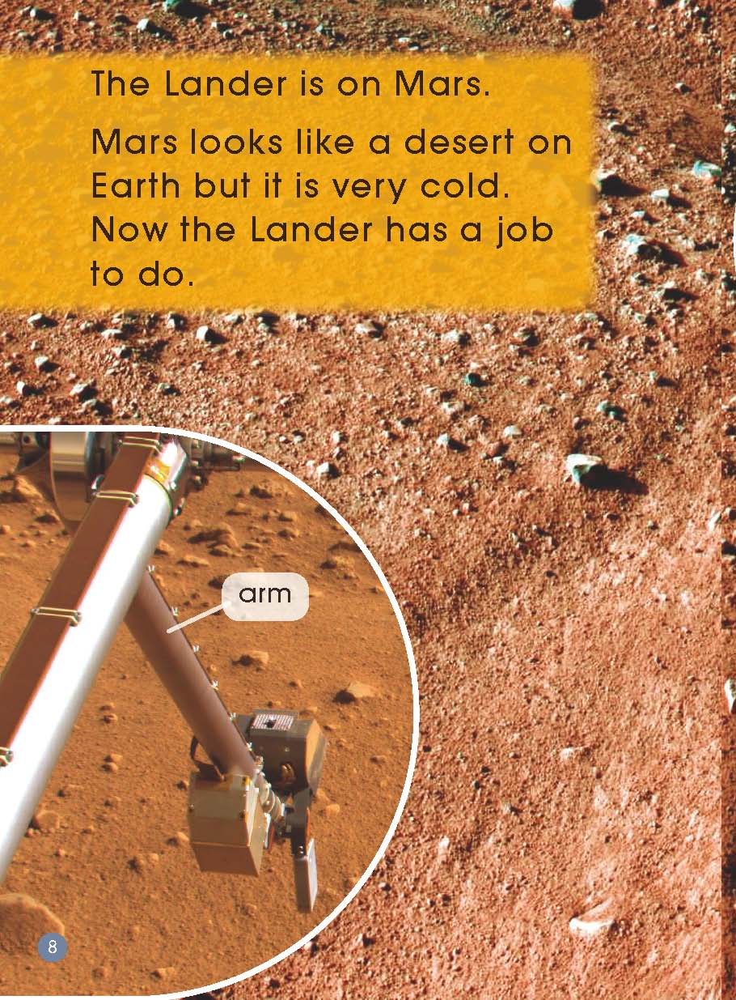 The Lander is on Mars.
Mars looks like a desert on
Earth but it is very cold.
Now the Lander has a job
to do.
arm
8